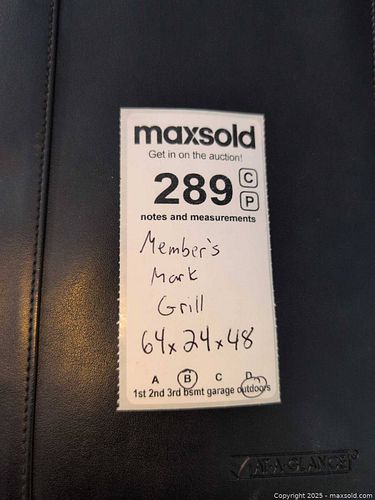 maxsold
Get in on the auction!
289 C
P
notes and measurements
Member's
Mark
Grill
64x24x48
A B C D
1st 2nd 3rd bsmt garage outdoors
AT-A-GLANCE®
Copyright 2025 - maxsold.com